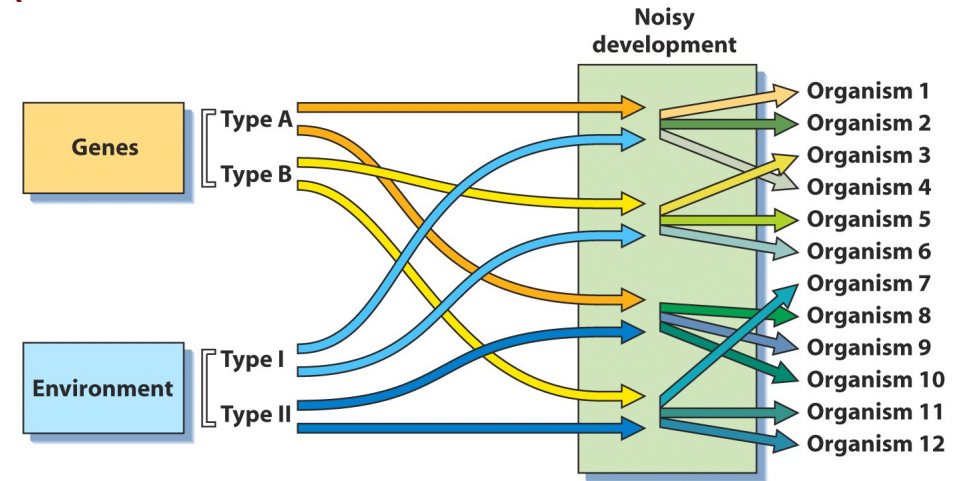 Noisy
development
Genes
Type A
Type B
Environment
Type I
Type II
Organism 1
Organism 2
Organism 3
Organism 4
Organism 5
Organism 6
Organism 7
Organism 8
Organism 9
Organism 10
Organism 11
Organism 12